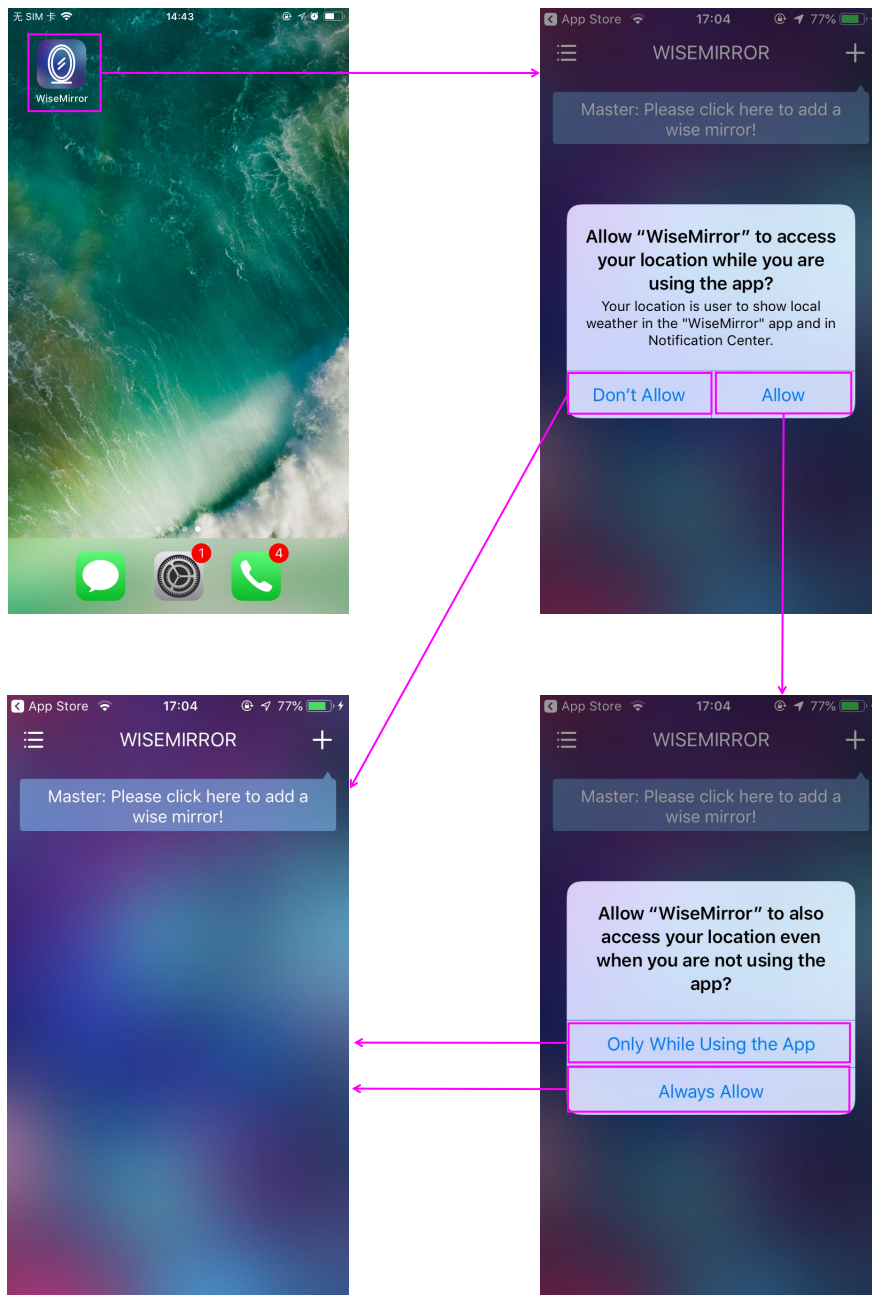 无 SIM 卡 14:43
WiseMirror
1
4
App Store 17:04 77%
WISEMIRROR
Master: Please click here to add a
wise mirror!
Allow “WiseMirror” to access
your location while you are
using the app?
Your location is user to show local
weather in the "WiseMirror" app and in
Notification Center.
Don’t Allow
Allow
App Store 17:04 77%
WISEMIRROR
Master: Please click here to add a
wise mirror!
App Store 17:04 77%
WISEMIRROR
Master: Please click here to add a
wise mirror!
Allow “WiseMirror” to also
access your location even
when you are not using the
app?
Only While Using the App
Always Allow